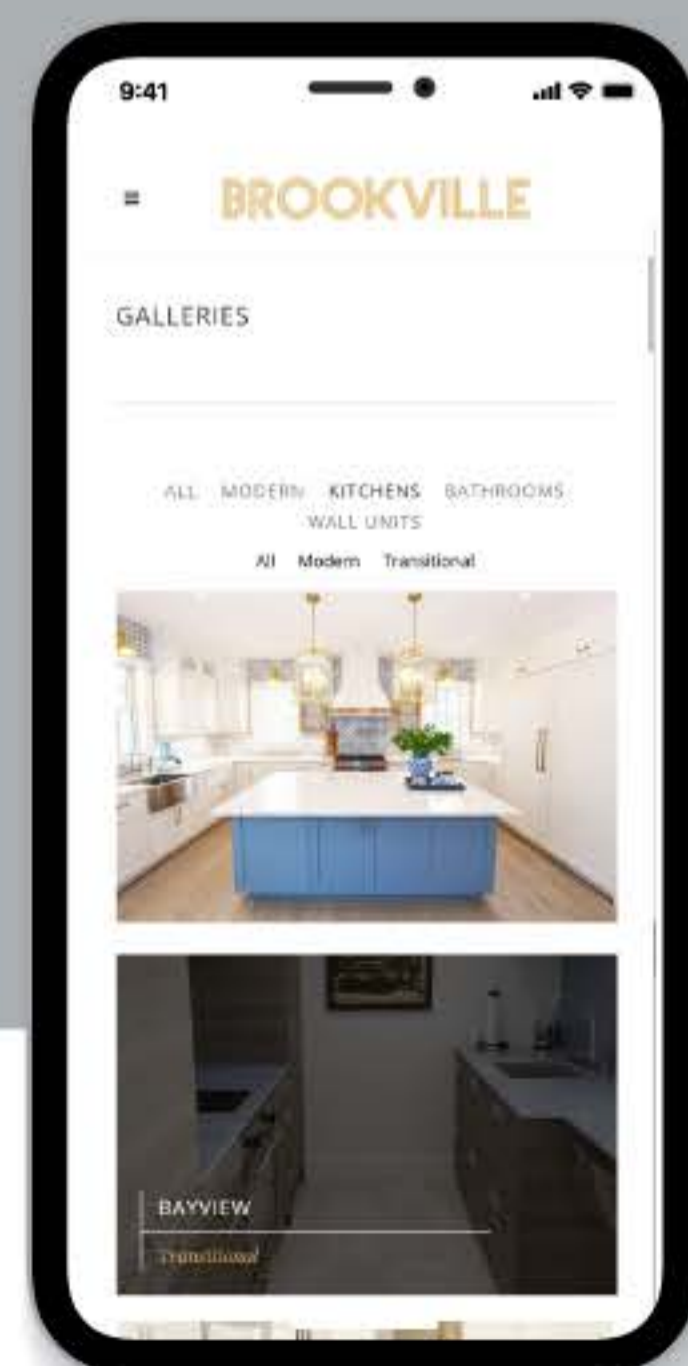 9:41
BROOKVILLE
GALLERIES
ALL MODERN KITCHENS BATHROOMS
WALL UNITS
All Modern Transitional
BAYVIEW
Transitional